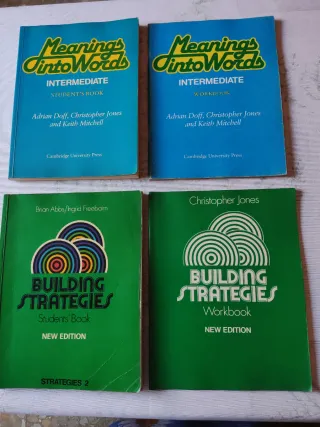 Meanings
into Words
INTERMEDIATE
STUDENT'S BOOK
Adrian Doff, Christopher Jones
and Keith Mitchell
Cambridge University Press
Meanings
into Words
INTERMEDIATE
WORKBOOK
Adrian Doff, Christopher Jones
and Keith Mitchell
Cambridge University Press
Brian Abbs/Ingrid Freebairn
BUILDING
STRATEGIES
Students' Book
NEW EDITION
STRATEGIES 2
Christopher Jones
BUILDING
STRATEGIES
Workbook
NEW EDITION